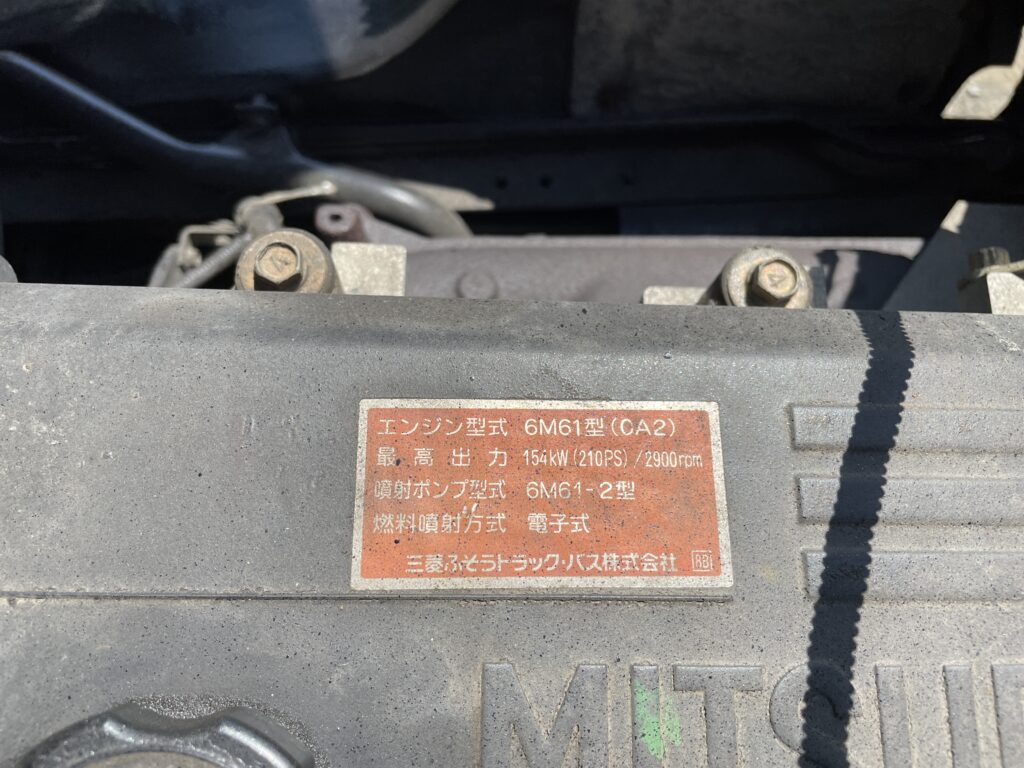 エンジン型式 6M61型(CA2)
最高出力 154kW(210PS)/2900rpm
噴射ポンプ型式 6M61-2型
燃料噴射方式 電子式
三菱ふそうトラック・バス株式会社 RBI
MITSU